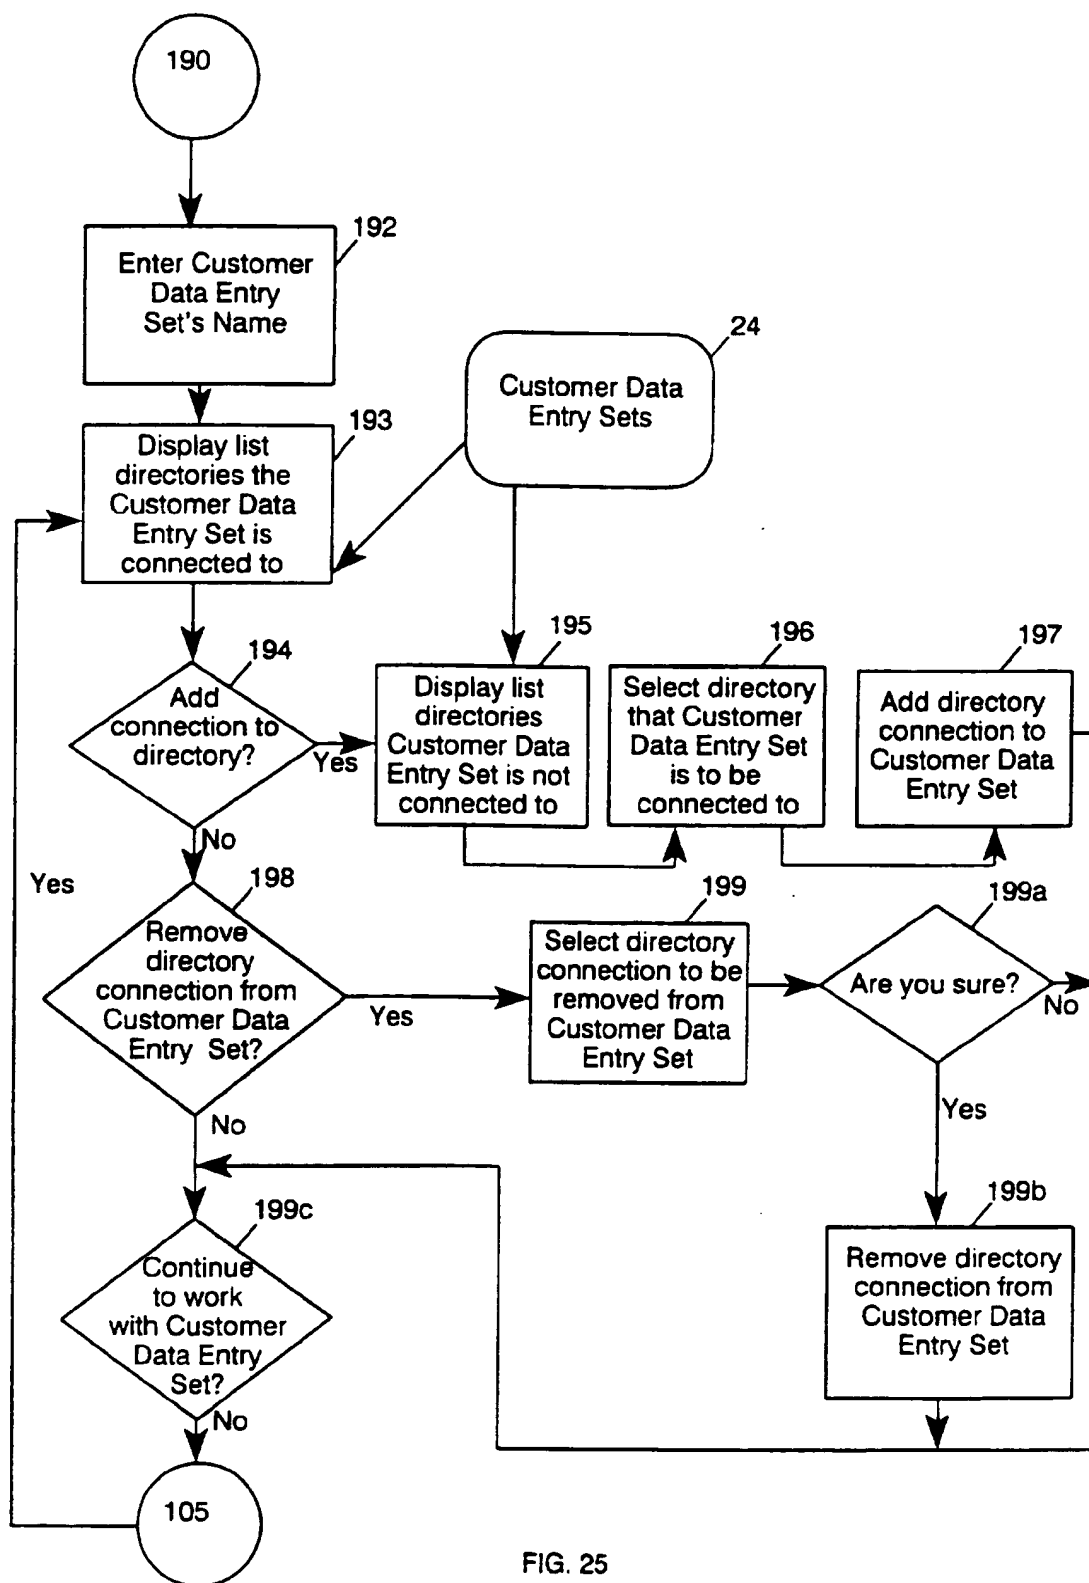 190
192
Enter Customer
Data Entry
Set's Name
24
Customer Data
Entry Sets
193
Display list
directories the
Customer Data
Entry Set is
connected to
194
Add
connection to
directory?
Yes
No
195
Display list
directories
Customer Data
Entry Set is not
connected to
196
Select directory
that Customer
Data Entry Set
is to be
connected to
197
Add directory
connection to
Customer Data
Entry Set
Yes
198
Remove
directory
connection from
Customer Data
Entry Set?
Yes
No
199
Select directory
connection to be
removed from
Customer Data
Entry Set
199a
Are you sure?
No
Yes
199b
Remove directory
connection from
Customer Data
Entry Set
199c
Continue
to work
with Customer
Data Entry
Set?
No
105
FIG. 25